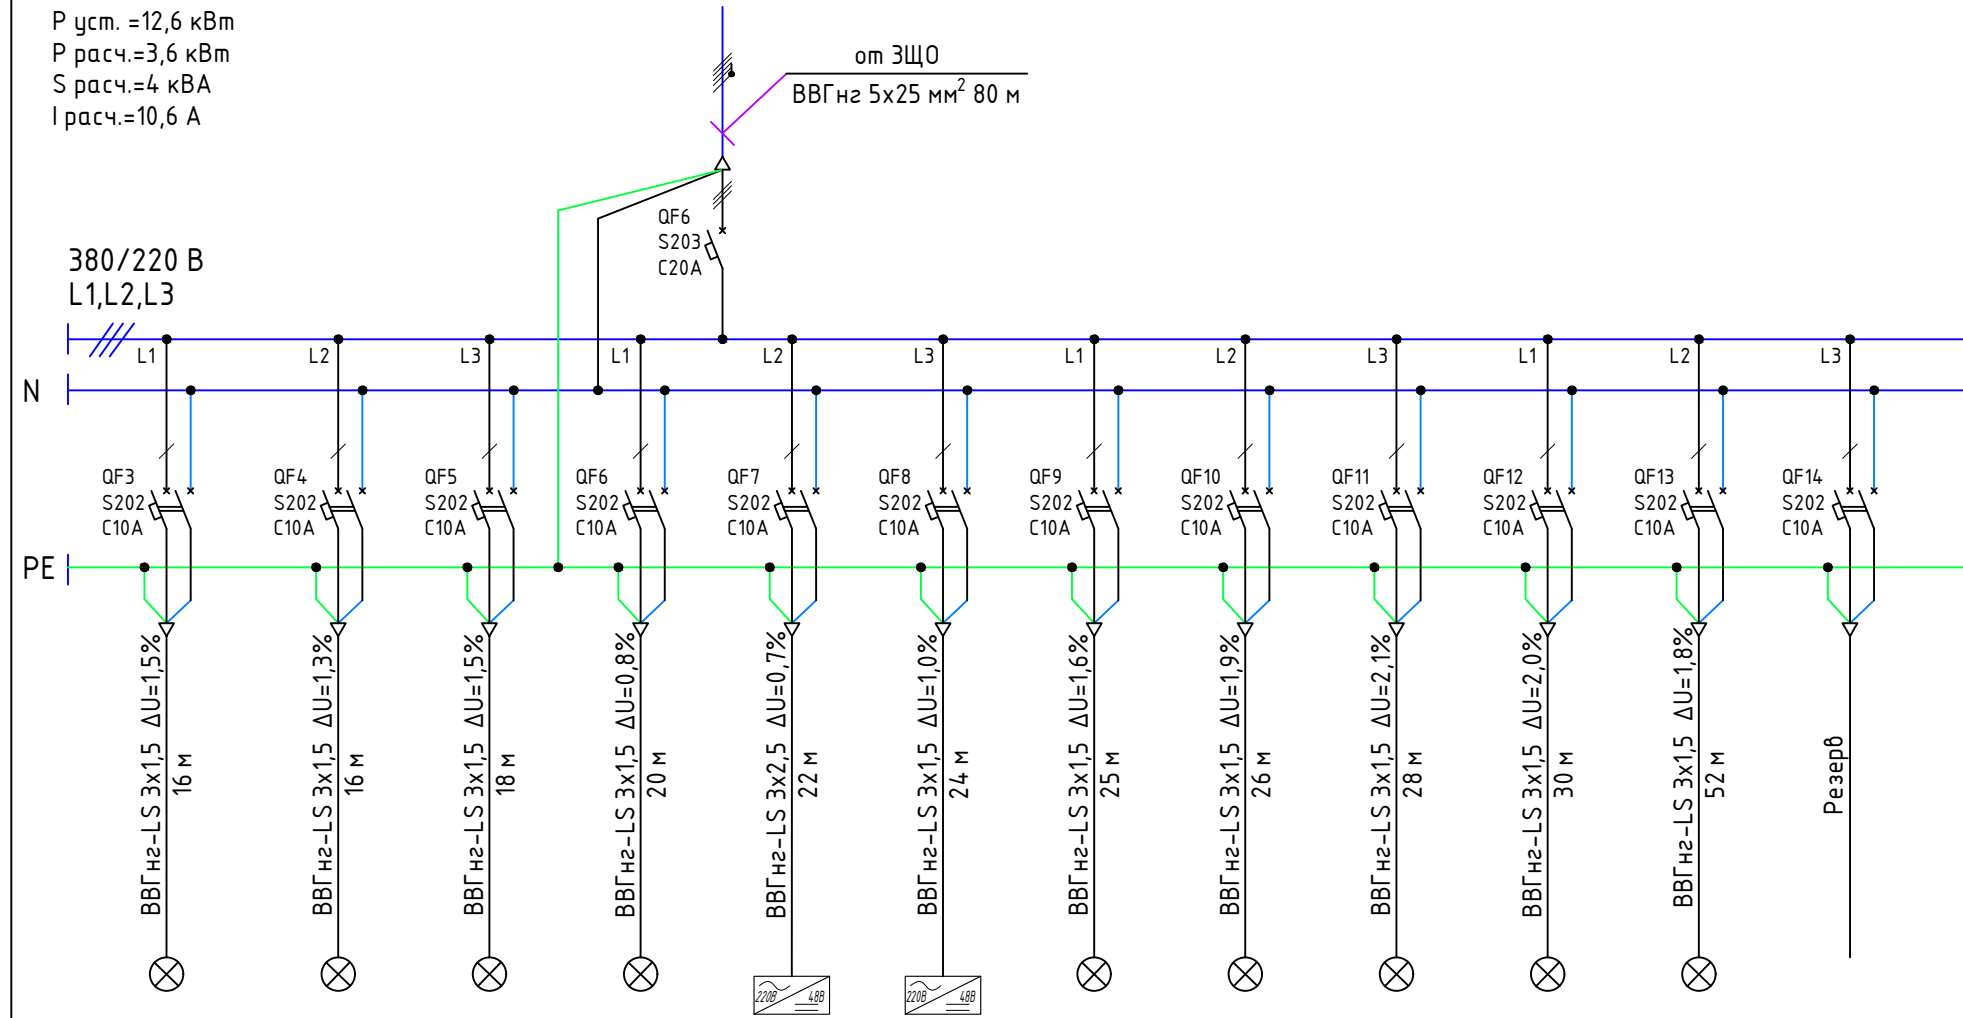 P уст. =12,6 кВт
P расч.=3,6 кВт
S расч.=4 кВА
I расч.=10,6 А
от ЗЩО
ВВГнг 5х25 мм² 80 м
QF6
S203
C20A
380/220 В
L1,L2,L3
L1
L2
L3
L1
L2
L3
L1
L2
L3
L1
L2
L3
N
QF3
S202
C10A
QF4
S202
C10A
QF5
S202
C10A
QF6
S202
C10A
QF7
S202
C10A
QF8
S202
C10A
QF9
S202
C10A
QF10
S202
C10A
QF11
S202
C10A
QF12
S202
C10A
QF13
S202
C10A
QF14
S202
C10A
PE
ВВГнг-LS 3х1,5 ΔU=1,5%
16 м
ВВГнг-LS 3х1,5 ΔU=1,3%
16 м
ВВГнг-LS 3х1,5 ΔU=1,5%
18 м
ВВГнг-LS 3х1,5 ΔU=0,8%
20 м
ВВГнг-LS 3х2,5 ΔU=0,7%
22 м
ВВГнг-LS 3х1,5 ΔU=1,0%
24 м
ВВГнг-LS 3х1,5 ΔU=1,6%
25 м
ВВГнг-LS 3х1,5 ΔU=1,9%
26 м
ВВГнг-LS 3х1,5 ΔU=2,1%
28 м
ВВГнг-LS 3х1,5 ΔU=2,0%
30 м
ВВГнг-LS 3х1,5 ΔU=1,8%
52 м
Резерв
220В
48В
220В
48В